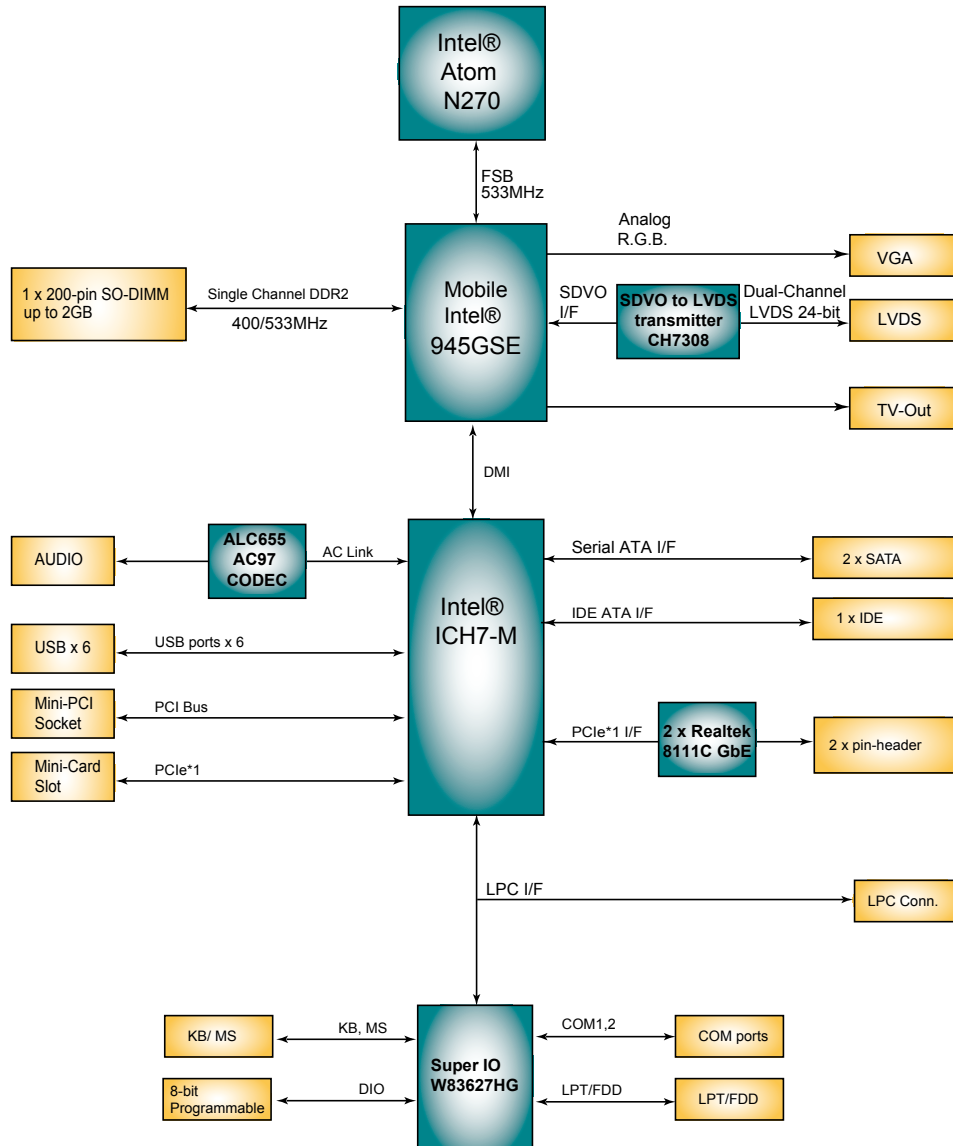 Intel®
Atom
N270
FSB
533MHz
Analog
R.G.B.
VGA
1 x 200-pin SO-DIMM
up to 2GB
Single Channel DDR2
400/533MHz
Mobile
Intel®
945GSE
SDVO
I/F
SDVO to LVDS
transmitter
CH7308
Dual-Channel
LVDS 24-bit
LVDS
TV-Out
DMI
AUDIO
ALC655
AC97
CODEC
AC Link
Serial ATA I/F
2 x SATA
Intel®
ICH7-M
IDE ATA I/F
1 x IDE
USB x 6
USB ports x 6
Mini-PCI
Socket
PCI Bus
PCIe*1 I/F
2 x Realtek
8111C GbE
2 x pin-header
Mini-Card
Slot
PCIe*1
LPC I/F
LPC Conn.
KB/ MS
KB, MS
Super IO
W83627HG
COM1,2
COM ports
8-bit
Programmable
DIO
LPT/FDD
LPT/FDD